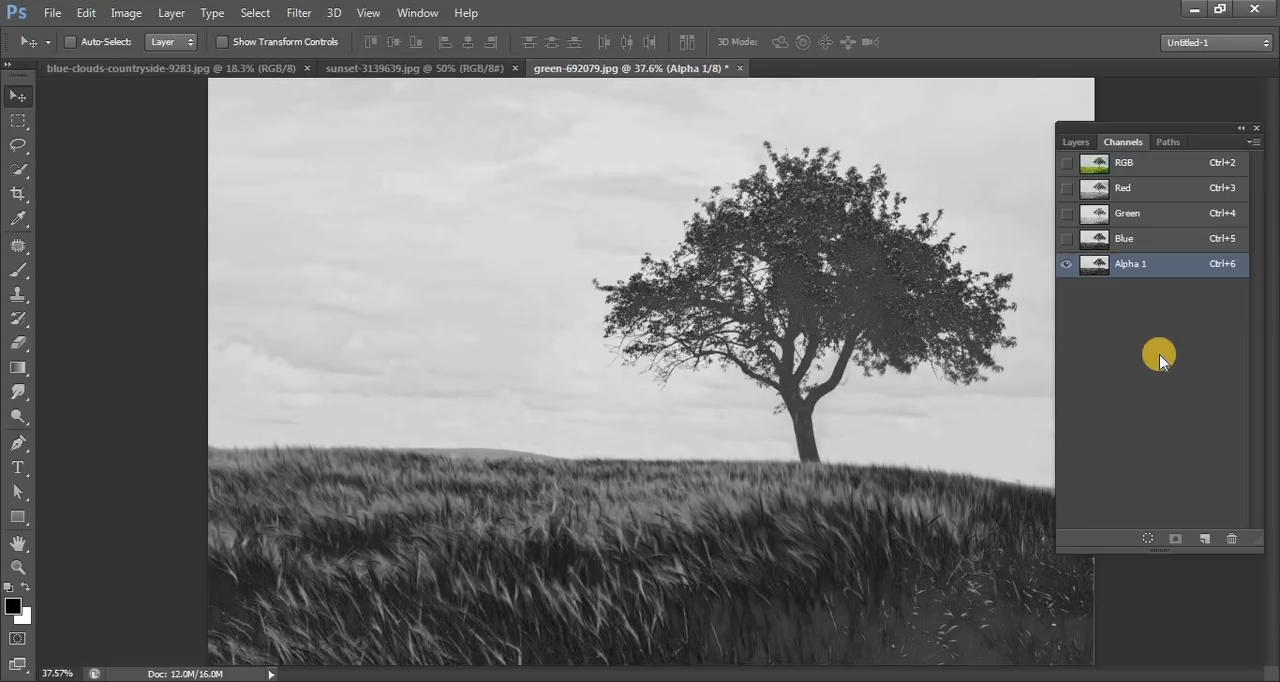 Ps File Edit Image Layer Type Select Filter 3D View Window Help
Auto-Select: Layer Show Transform Controls 3D Mode: Untitled-1
blue-clouds-countryside-9283.jpg @ 18.3% (RGB/8) × sunset-3139639.jpg @ 50% (RGB/8#) × green-692079.jpg @ 37.6% (Alpha 1/8) * ×
Layers Channels Paths
RGB Ctrl+2
Red Ctrl+3
Green Ctrl+4
Blue Ctrl+5
Alpha 1 Ctrl+6
T
37.57% Doc: 12.0M/16.0M